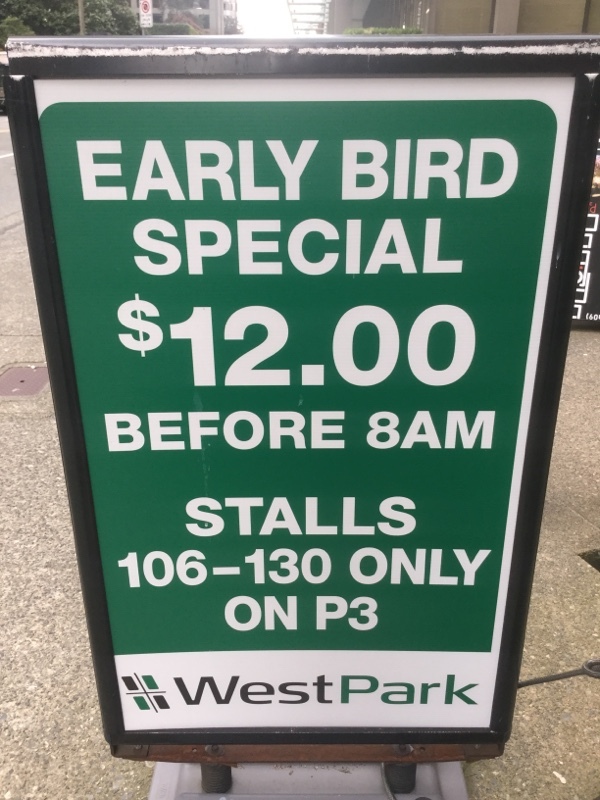 EARLY BIRD
SPECIAL
$12.00
BEFORE 8AM
STALLS
106–130 ONLY
ON P3
WestPark